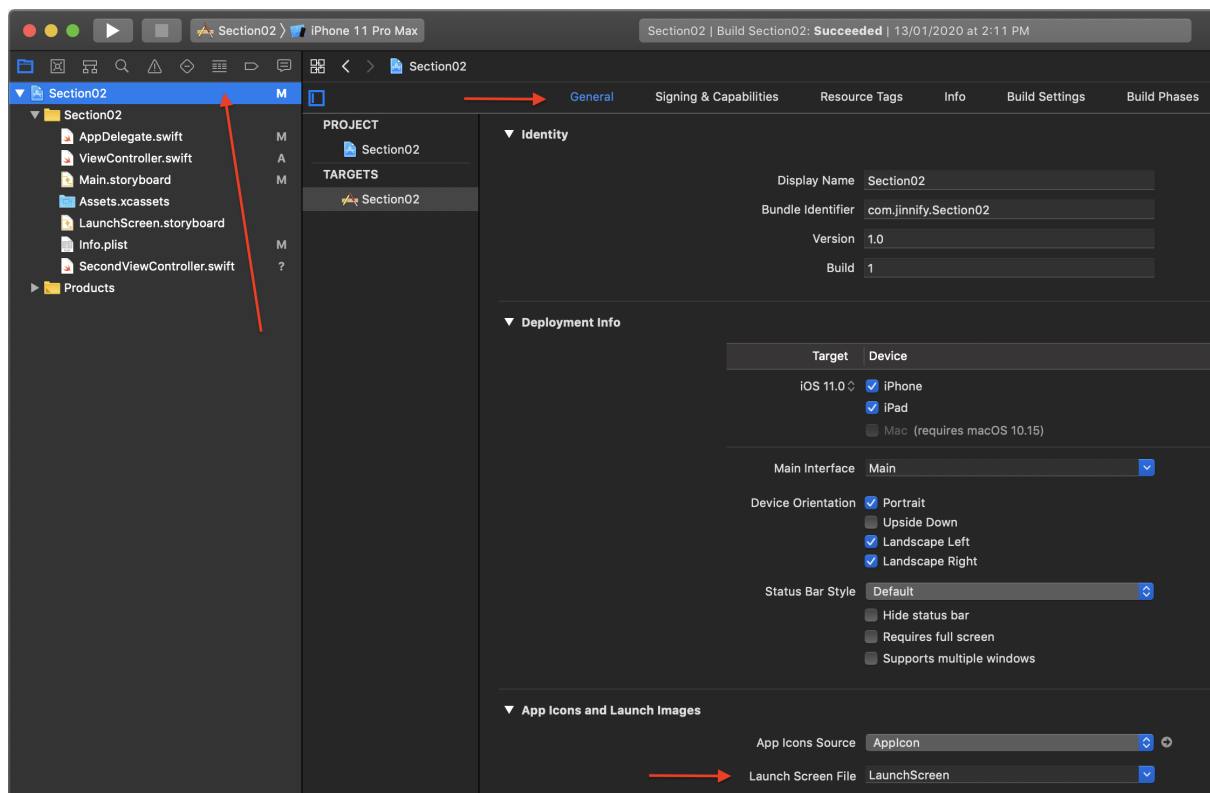 Section02 〉 iPhone 11 Pro Max
Section02 | Build Section02: Succeeded | 13/01/2020 at 2:11 PM
Section02
Section02 M
Section02
AppDelegate.swift M
ViewController.swift A
Main.storyboard M
Assets.xcassets
LaunchScreen.storyboard
Info.plist M
SecondViewController.swift ?
Products
General Signing & Capabilities Resource Tags Info Build Settings Build Phases
PROJECT
Section02
TARGETS
Section02
Identity
Display Name Section02
Bundle Identifier com.jinnify.Section02
Version 1.0
Build 1
Deployment Info
Target Device
iOS 11.0 iPhone
iPad
Mac (requires macOS 10.15)
Main Interface Main
Device Orientation Portrait
Upside Down
Landscape Left
Landscape Right
Status Bar Style Default
Hide status bar
Requires full screen
Supports multiple windows
App Icons and Launch Images
App Icons Source AppIcon
Launch Screen File LaunchScreen